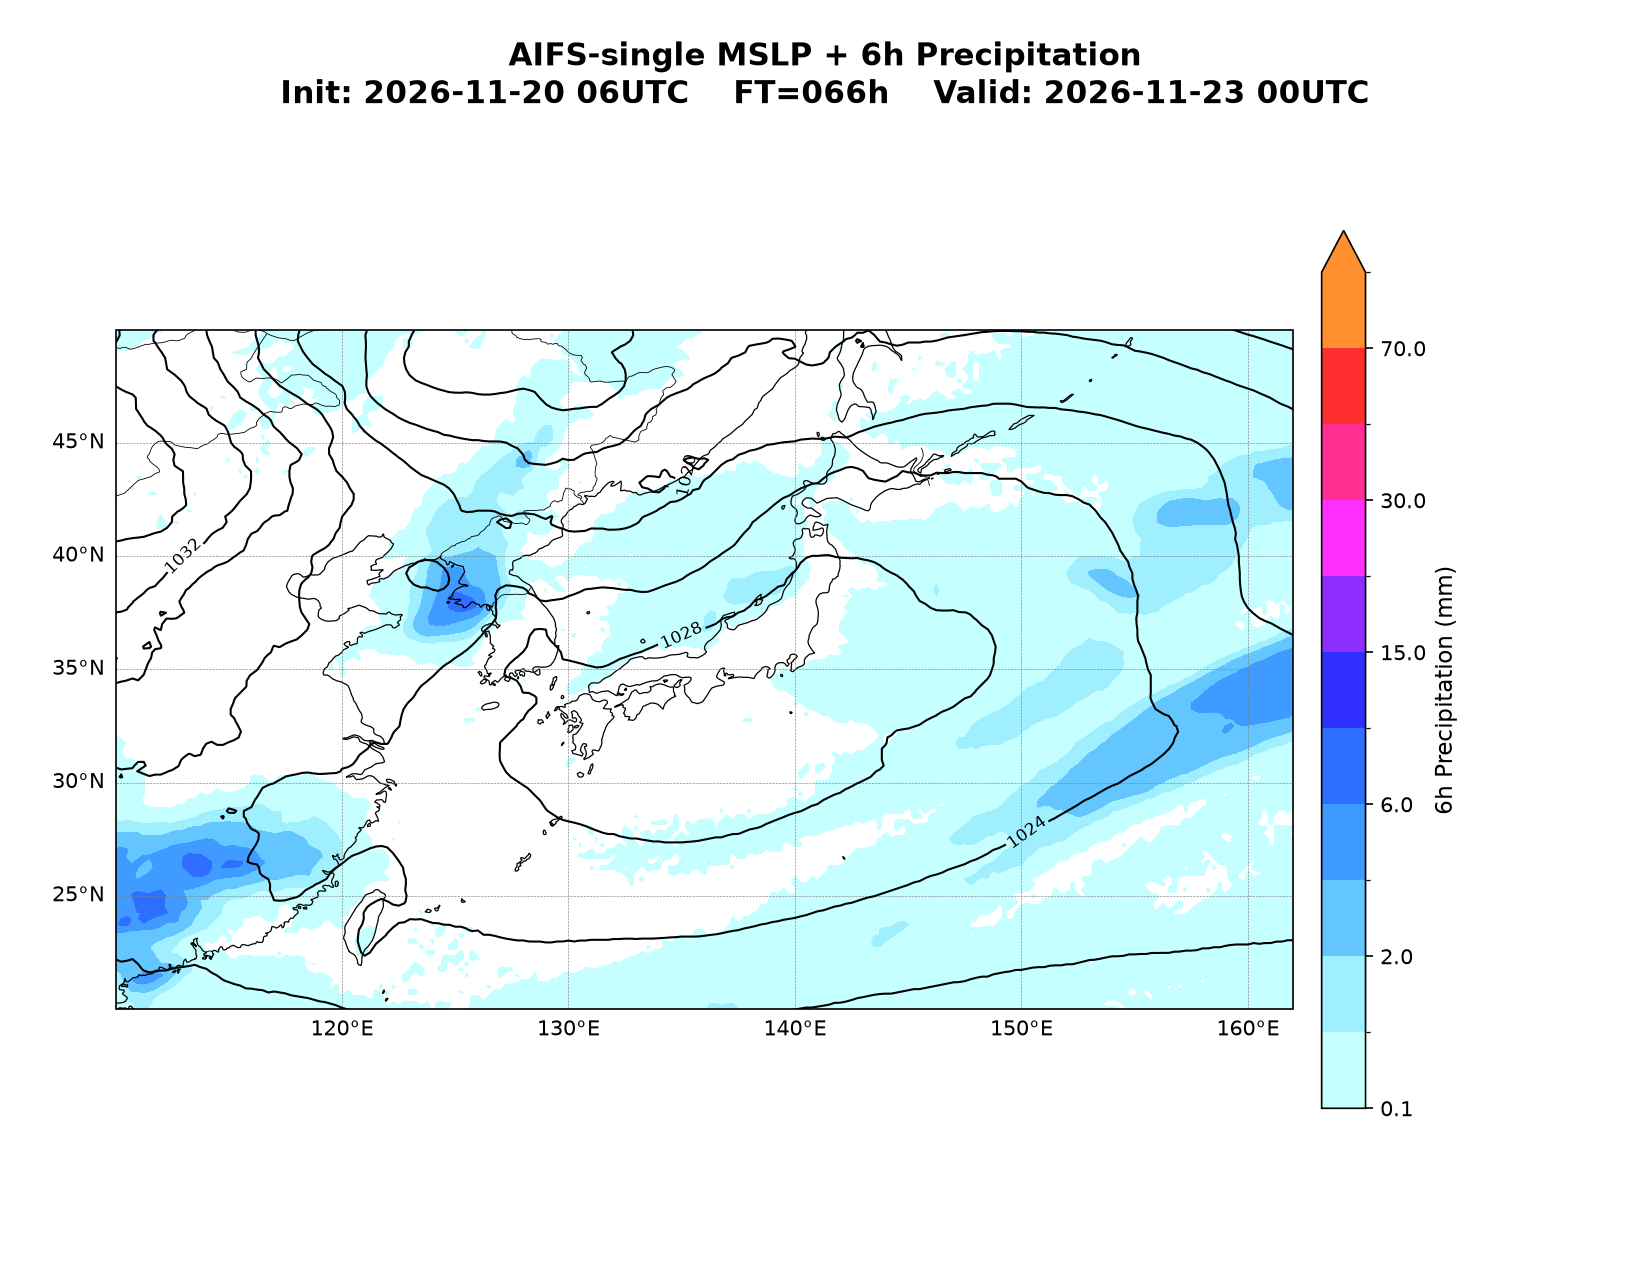 AIFS-single MSLP + 6h Precipitation
Init: 2026-11-20 06UTC    FT=066h    Valid: 2026-11-23 00UTC
70.0
30.0
15.0
6.0
2.0
0.1
6h Precipitation (mm)
45°N
40°N
35°N
30°N
25°N
120°E
130°E
140°E
150°E
160°E
1032
1028
1024